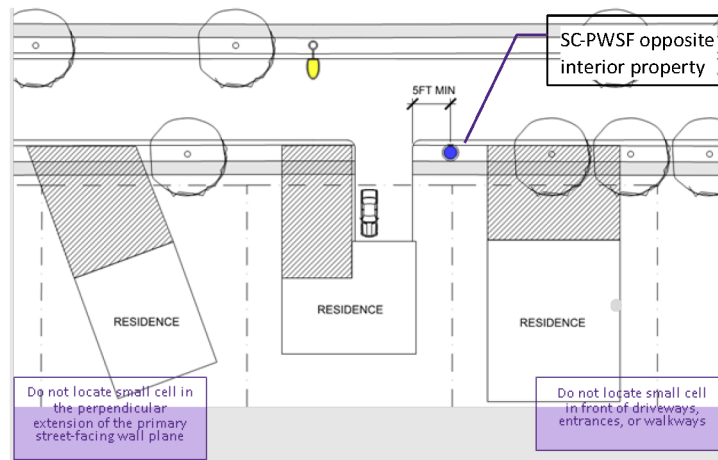 SC-PWSF opposite
interior property
5FT MIN
RESIDENCE
RESIDENCE
RESIDENCE
Do not locate small cell in
the perpendicular
extension of the primary
street-facing wall plane
Do not locate small cell
in front of driveways,
entrances, or walkways